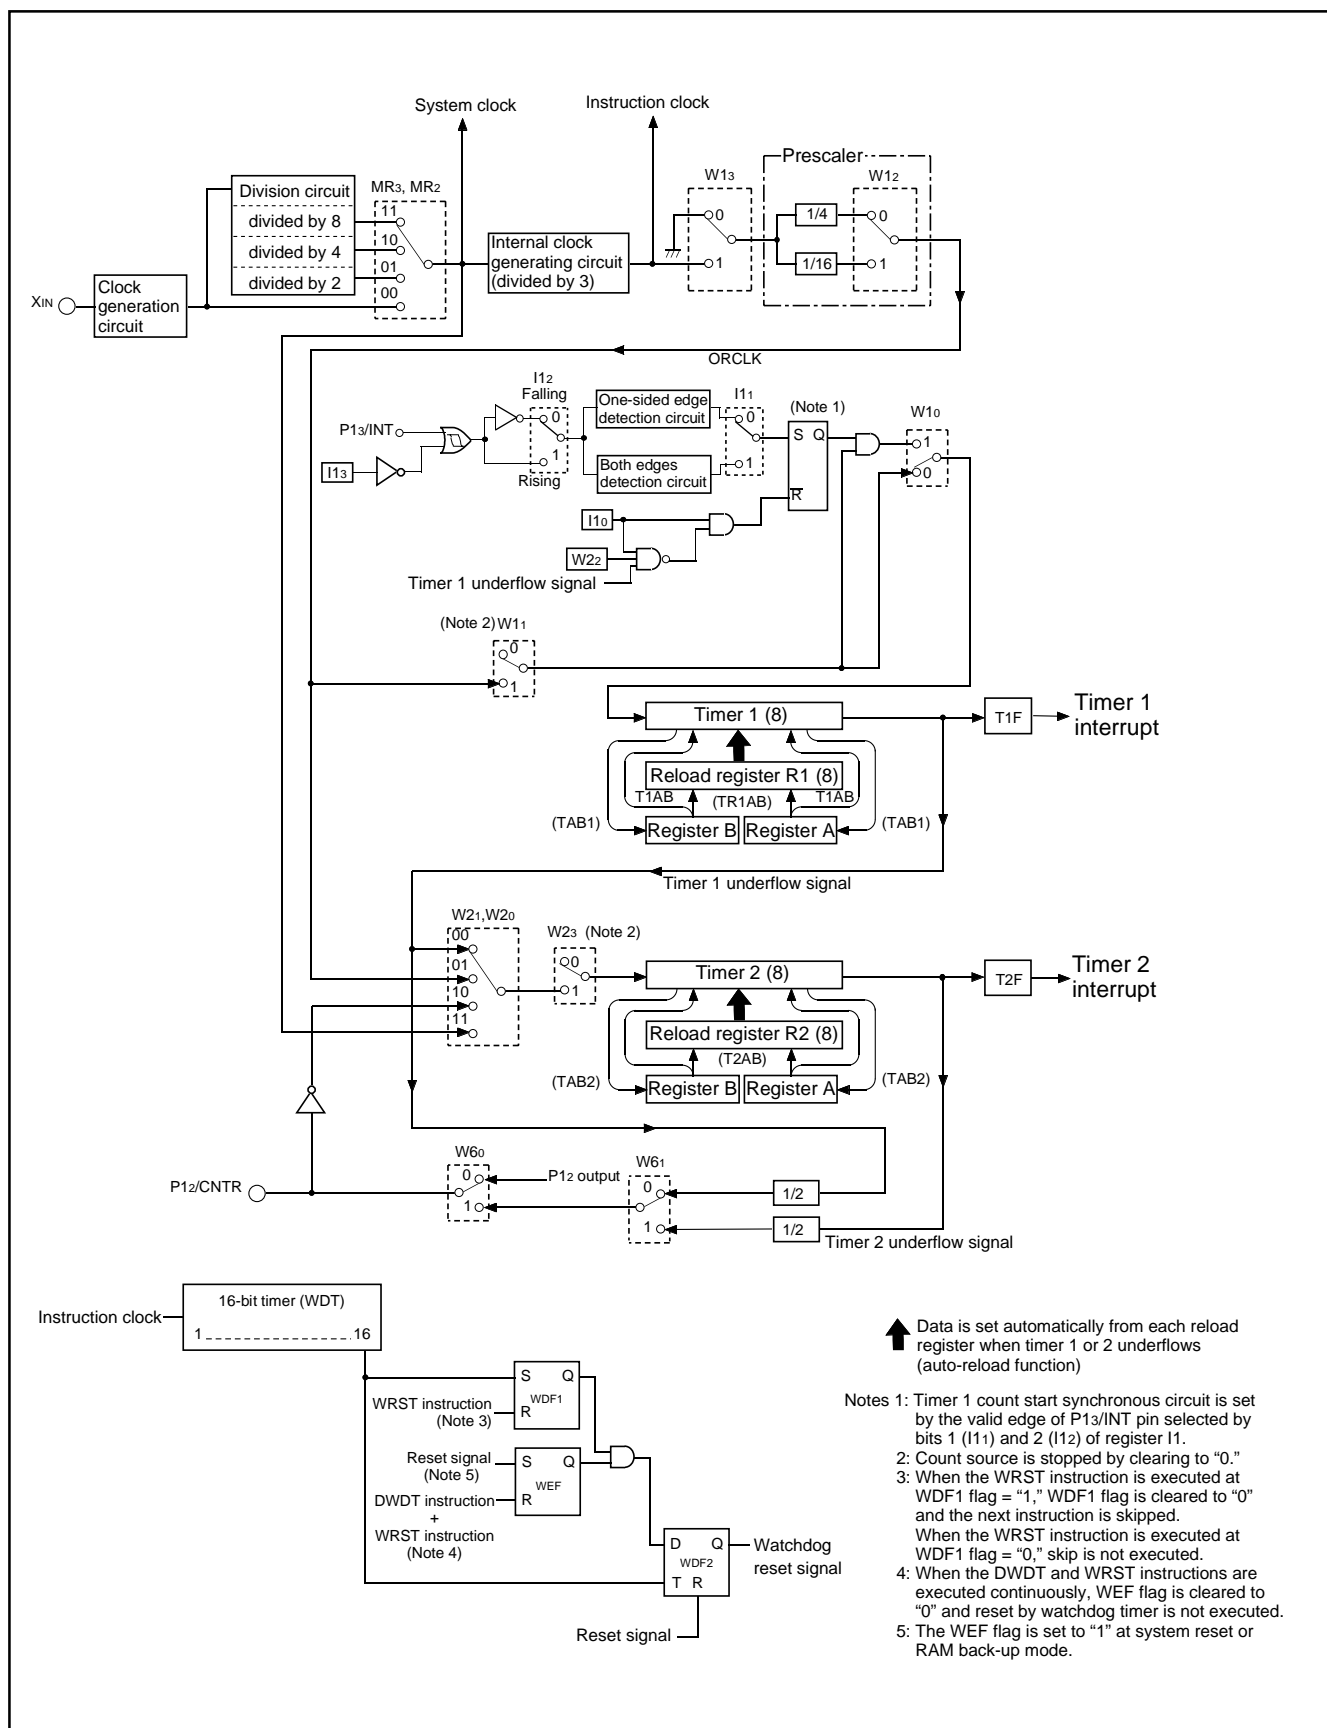 System clock
Instruction clock
Prescaler
W13
W12
Division circuit
divided by 8
divided by 4
divided by 2
MR3, MR2
11
10
01
00
Internal clock
generating circuit
(divided by 3)
0
1
1/4
1/16
0
1
XIN
Clock
generation
circuit
ORCLK
I12
Falling
0
1
Rising
One-sided edge
detection circuit
Both edges
detection circuit
I11
0
1
(Note 1)
S Q
R
W10
1
0
P13/INT
I13
I10
W22
Timer 1 underflow signal
(Note 2) W11
0
1
Timer 1 (8)
T1F
Timer 1
interrupt
Reload register R1 (8)
T1AB
(TR1AB)
T1AB
(TAB1)
Register B
Register A
(TAB1)
Timer 1 underflow signal
W21,W20
00
01
10
11
W23 (Note 2)
0
1
Timer 2 (8)
T2F
Timer 2
interrupt
Reload register R2 (8)
(T2AB)
(TAB2)
Register B
Register A
(TAB2)
P12/CNTR
W60
0
1
P12 output
W61
0
1
1/2
1/2
Timer 2 underflow signal
Instruction clock
16-bit timer (WDT)
1 16
S Q
WDF1
R
WRST instruction
(Note 3)
Reset signal
(Note 5)
S Q
WEF
R
DWDT instruction
+
WRST instruction
(Note 4)
D Q
WDF2
T R
Watchdog
reset signal
Reset signal
Data is set automatically from each reload
register when timer 1 or 2 underflows
(auto-reload function)
Notes 1: Timer 1 count start synchronous circuit is set
by the valid edge of P13/INT pin selected by
bits 1 (I11) and 2 (I12) of register I1.
2: Count source is stopped by clearing to “0.”
3: When the WRST instruction is executed at
WDF1 flag = “1,” WDF1 flag is cleared to “0”
and the next instruction is skipped.
When the WRST instruction is executed at
WDF1 flag = “0,” skip is not executed.
4: When the DWDT and WRST instructions are
executed continuously, WEF flag is cleared to
“0” and reset by watchdog timer is not executed.
5: The WEF flag is set to “1” at system reset or
RAM back-up mode.